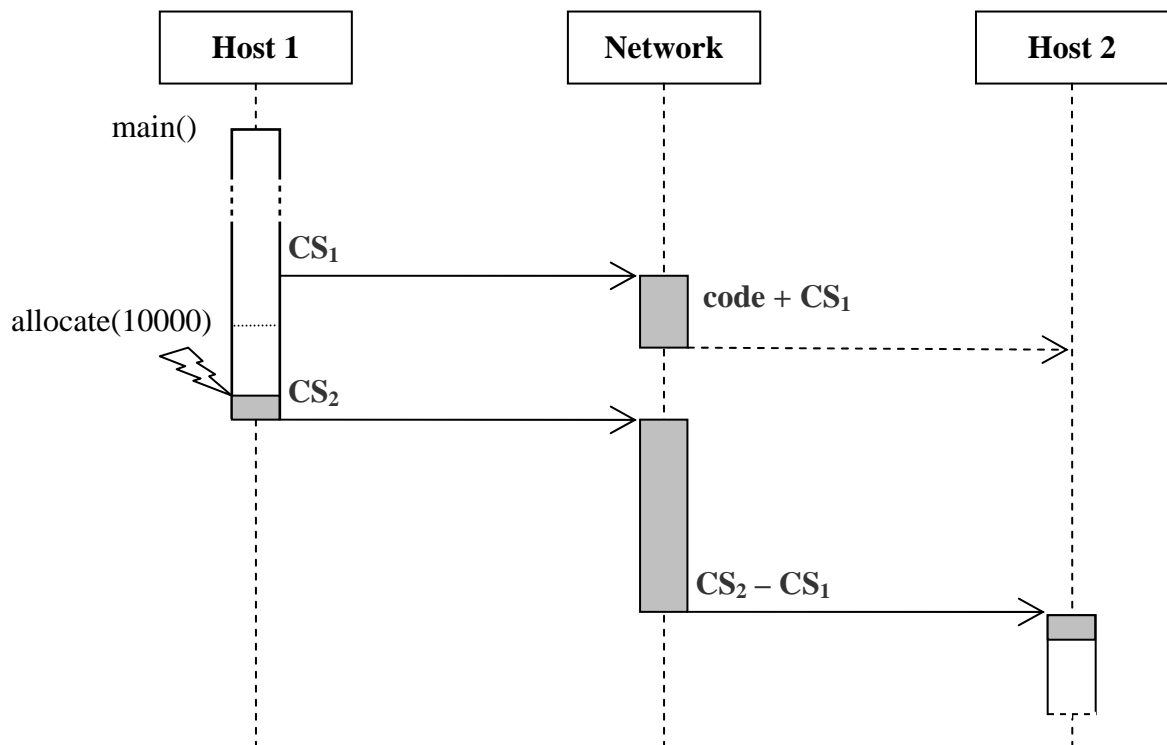 Host 1
Network
Host 2
main()
CS₁
code + CS₁
allocate(10000)
CS₂
CS₂ – CS₁